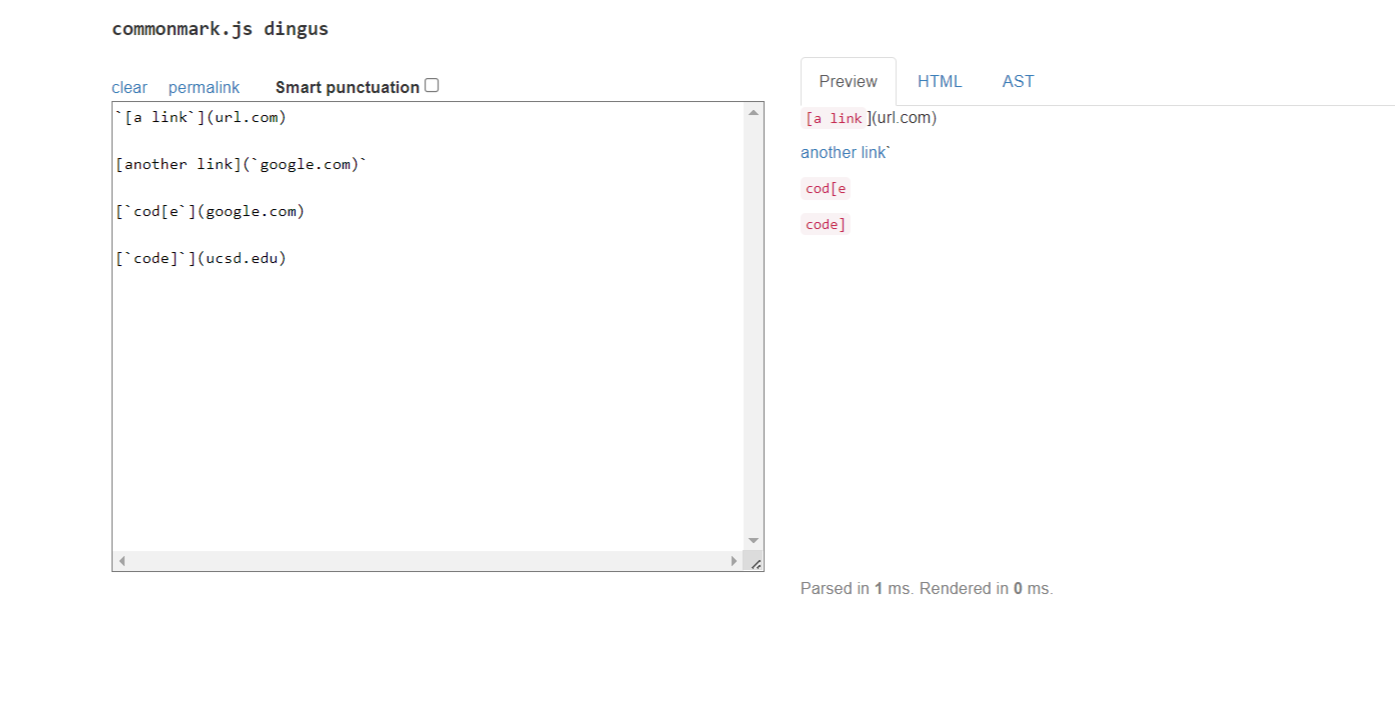 commonmark.js dingus
clear permalink Smart punctuation
`[a link`](url.com)
[another link](`google.com)`
[`cod[e`](google.com)
[`code]`](ucsd.edu)
Preview HTML AST
[a link](url.com)
another link`
cod[e
code]
Parsed in 1 ms. Rendered in 0 ms.